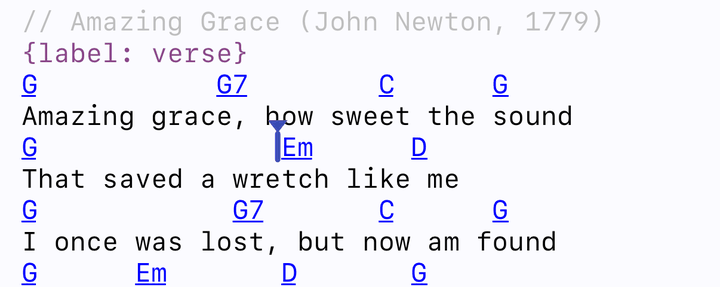 // Amazing Grace (John Newton, 1779)
{label: verse}
G           G7        C      G
Amazing grace, how sweet the sound
G               Em      D
That saved a wretch like me
G            G7       C      G
I once was lost, but now am found
G      Em       D       G